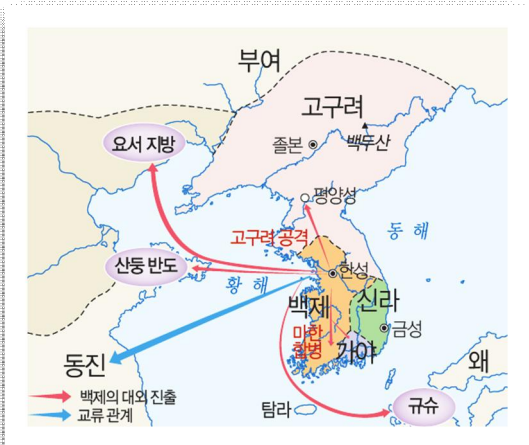 부여
고구려
졸본
백두산
요서 지방
평양성
고구려 공격
동 해
산둥 반도
한성
황 해
백제
신라
마한
합병
가야
금성
동진
왜
백제의 대외 진출
교류 관계
탐라
규슈